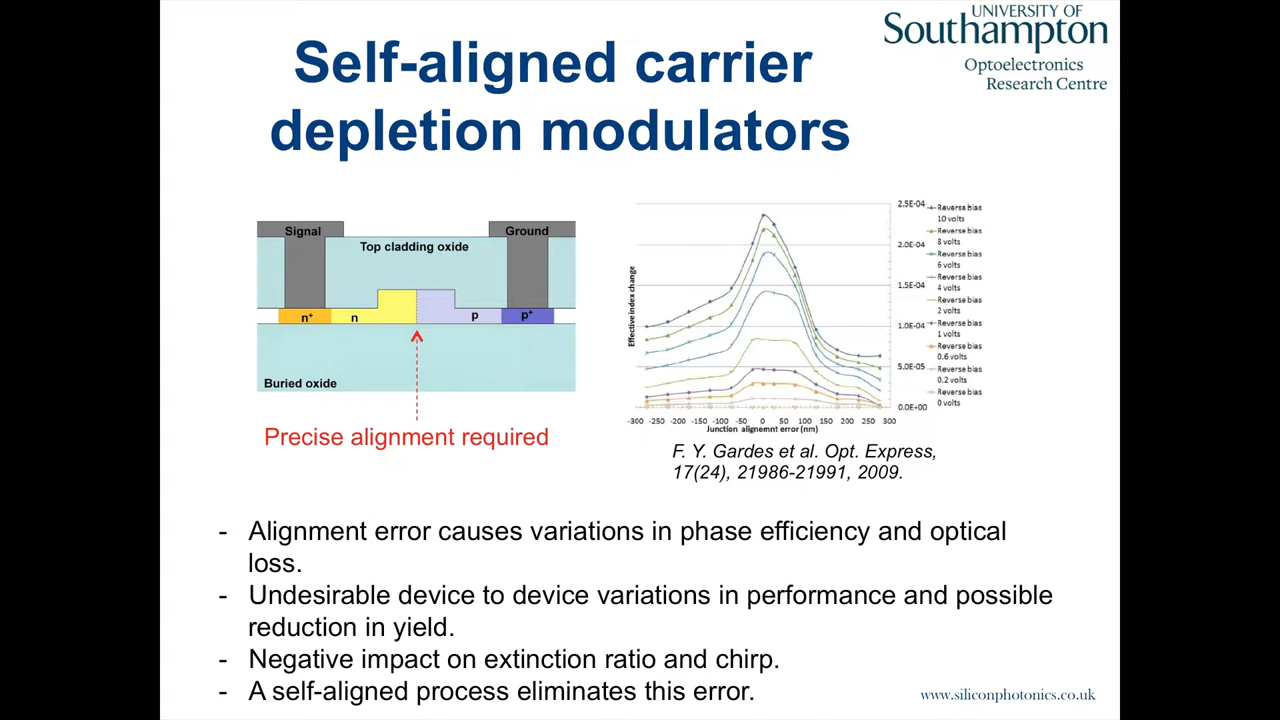 UNIVERSITY OF
Southampton
Optoelectronics
Research Centre
Self-aligned carrier
depletion modulators
Signal
Ground
Top cladding oxide
n+
n
p
p+
Buried oxide
Precise alignment required
Effective index change
2.5E-04
2.0E-04
1.5E-04
1.0E-04
5.0E-05
0.0E+00
-300 -250 -200 -150 -100 -50 0 50 100 150 200 250 300
Junction alignemnt error (nm)
Reverse bias
10 volts
Reverse bias
8 volts
Reverse bias
6 volts
Reverse bias
4 volts
Reverse bias
2 volts
Reverse bias
1 volts
Reverse bias
0.6 volts
Reverse bias
0.2 volts
Reverse bias
0 volts
F. Y. Gardes et al. Opt. Express,
17(24), 21986-21991, 2009.
- Alignment error causes variations in phase efficiency and optical
loss.
- Undesirable device to device variations in performance and possible
reduction in yield.
- Negative impact on extinction ratio and chirp.
- A self-aligned process eliminates this error.
www.siliconphotonics.co.uk